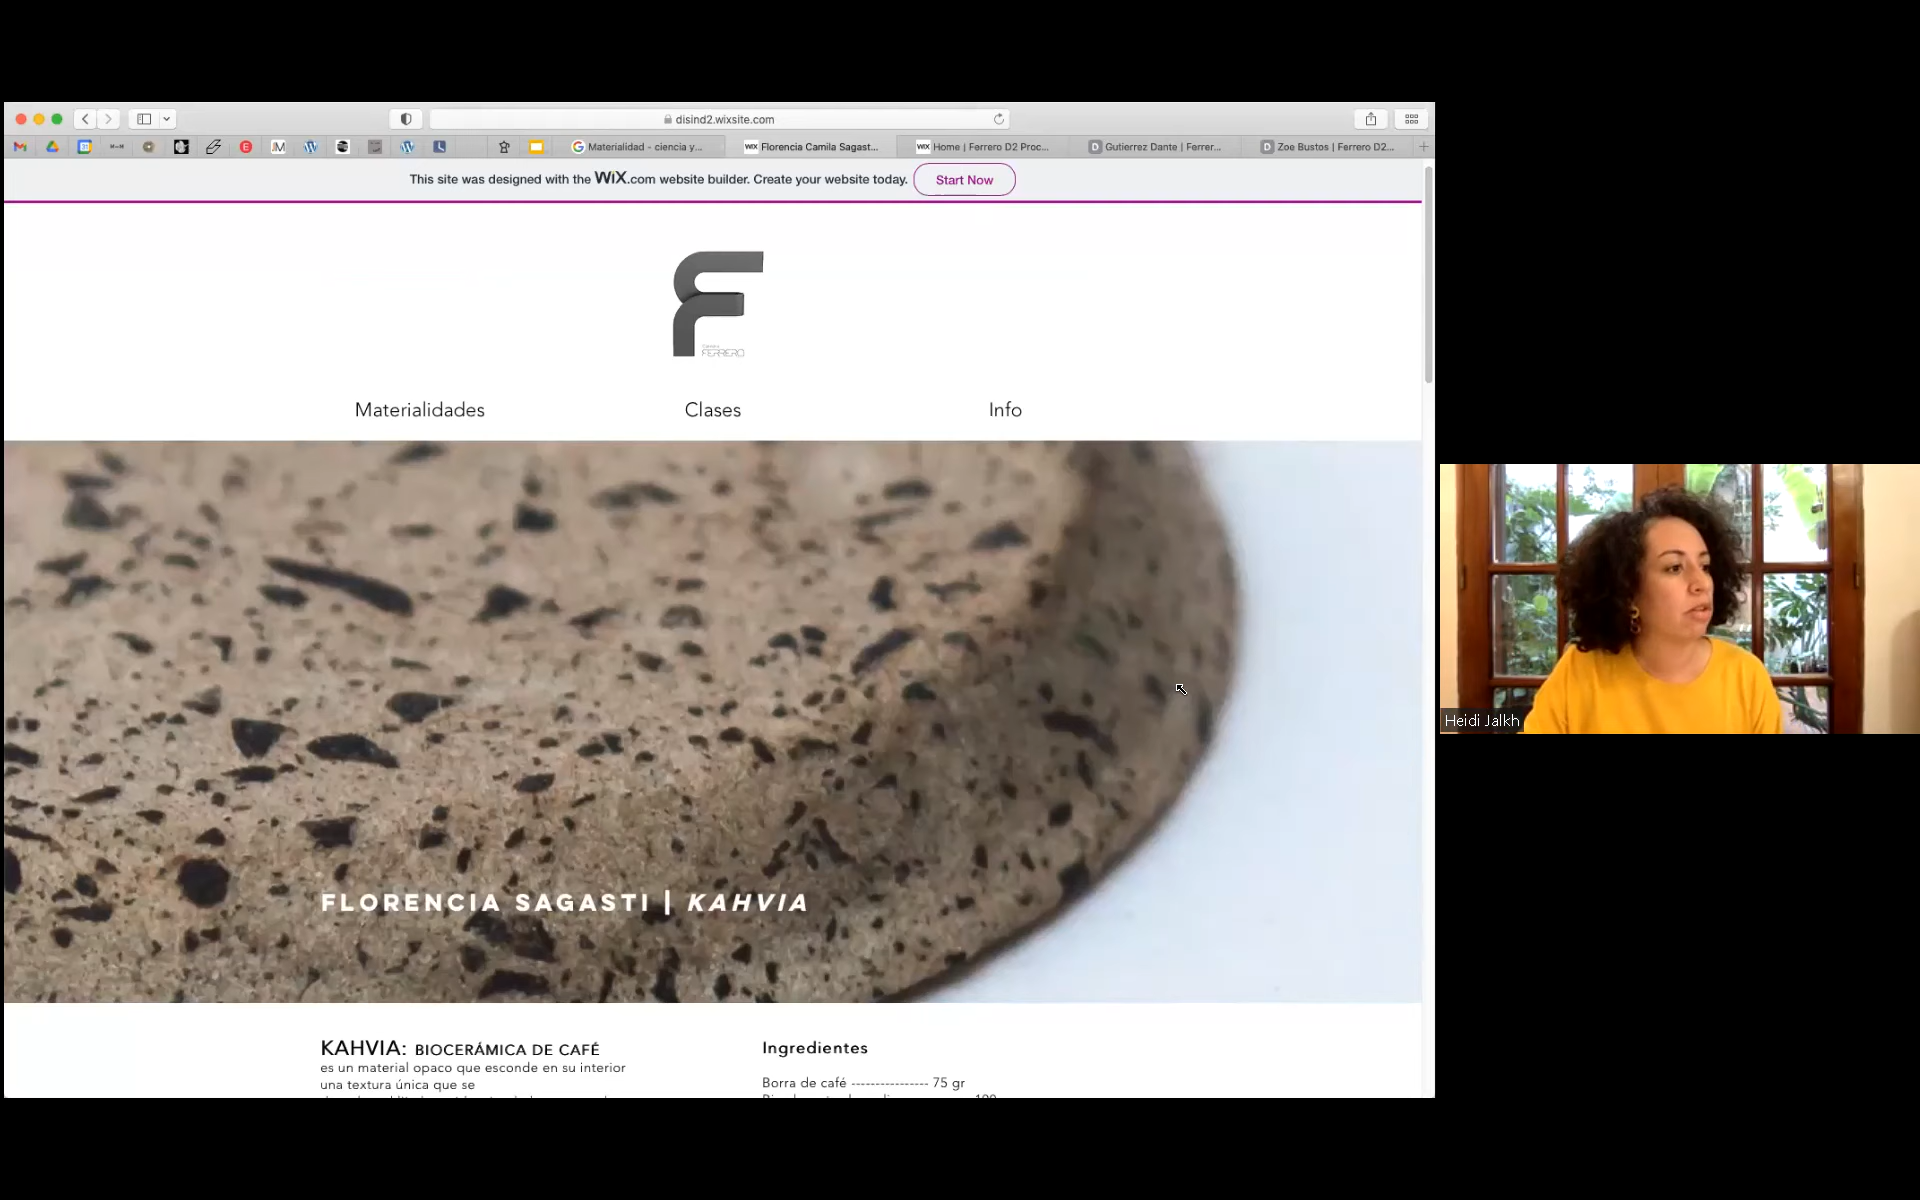 disind2.wixsite.com
Materialidad - ciencia y...
WIX Florencia Camila Sagast...
WIX Home | Ferrero D2 Proc...
D Gutierrez Dante | Ferrer...
D Zoe Bustos | Ferrero D2...
This site was designed with the WiX.com website builder. Create your website today.
Start Now
FERRERO
Materialidades
Clases
Info
FLORENCIA SAGASTI | KAHVIA
KAHVIA: BIOCERÁMICA DE CAFÉ
es un material opaco que esconde en su interior
una textura única que se
Ingredientes
Borra de café ---------------- 75 gr
Heidi Jalkh